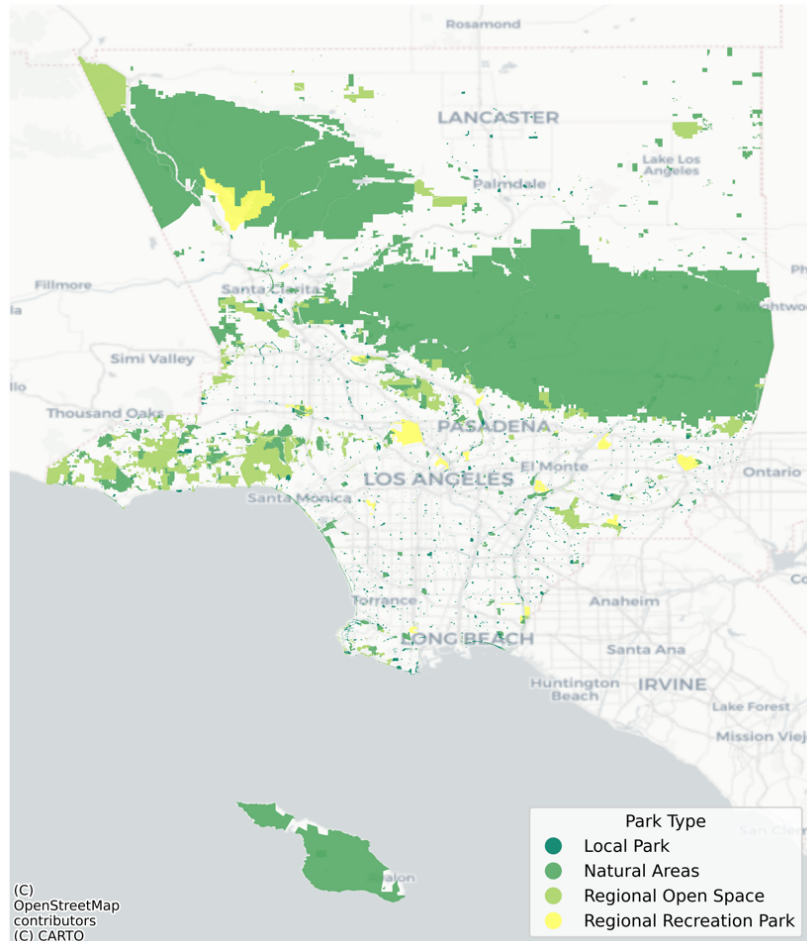 Rosamond
LANCASTER
Lake Los
Angeles
Palmdale
Fillmore
Santa Clarita
Simi Valley
Thousand Oaks
PASADENA
El Monte
LOS ANGELES
Ontario
Santa Monica
Torrance
Anaheim
LONG BEACH
Santa Ana
Huntington
Beach
IRVINE
Lake Forest
Mission Viej
Avalon
Park Type
Local Park
Natural Areas
Regional Open Space
Regional Recreation Park
(C)
OpenStreetMap
contributors
(C) CARTO